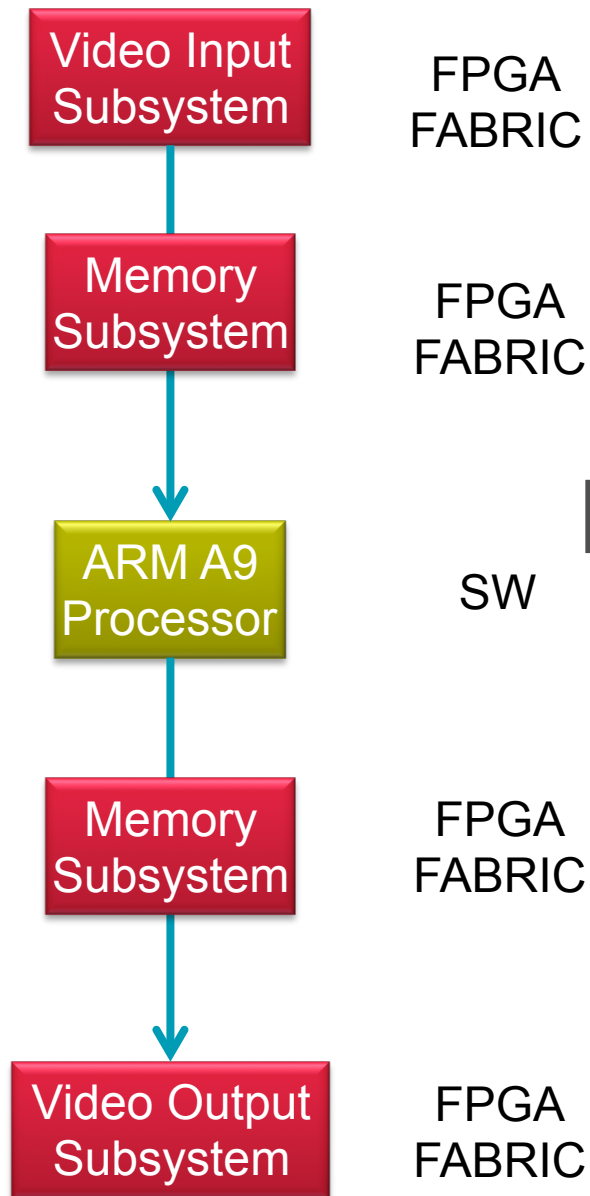 Video Input
Subsystem
FPGA
FABRIC
Memory
Subsystem
FPGA
FABRIC
ARM A9
Processor
SW
Memory
Subsystem
FPGA
FABRIC
Video Output
Subsystem
FPGA
FABRIC